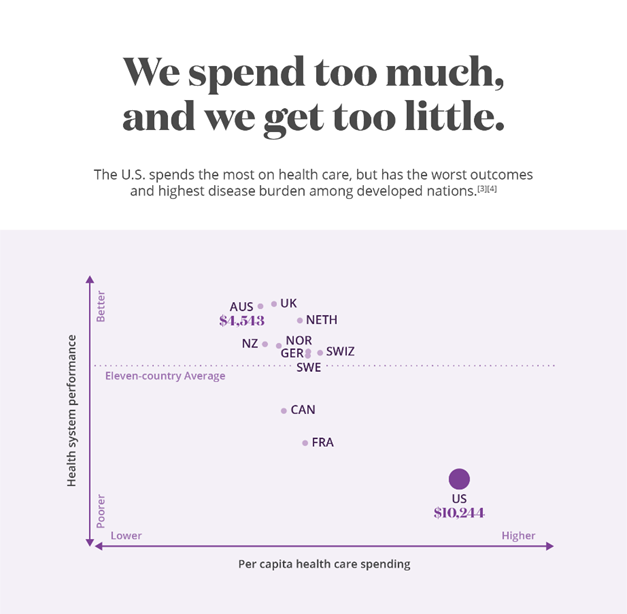 We spend too much,
and we get too little.
The U.S. spends the most on health care, but has the worst outcomes
and highest disease burden among developed nations.[3][4]
Better
Health system performance
Poorer
AUS
$4,543
UK
NETH
NZ
NOR
GER
SWIZ
SWE
Eleven-country Average
CAN
FRA
US
$10,244
Lower
Higher
Per capita health care spending